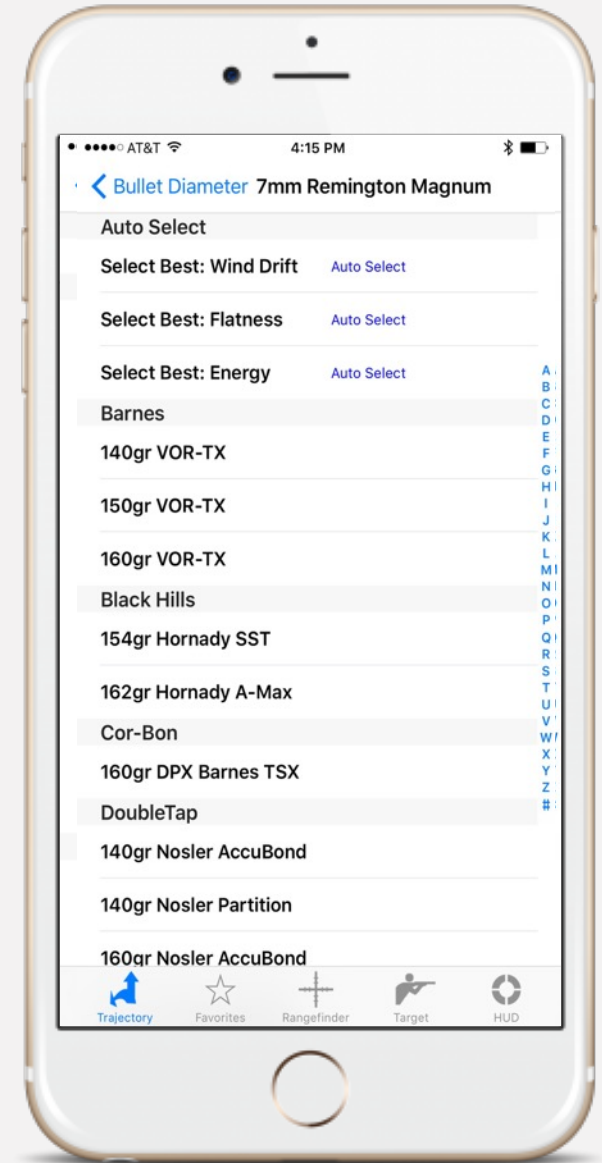 AT&T 4:15 PM
Bullet Diameter 7mm Remington Magnum
Auto Select
Select Best: Wind Drift Auto Select
Select Best: Flatness Auto Select
Select Best: Energy Auto Select
Barnes
140gr VOR-TX
150gr VOR-TX
160gr VOR-TX
Black Hills
154gr Hornady SST
162gr Hornady A-Max
Cor-Bon
160gr DPX Barnes TSX
DoubleTap
140gr Nosler AccuBond
140gr Nosler Partition
160gr Nosler AccuBond
A
B
C
D
E
F
G
H
I
J
K
L
M
N
O
P
Q
R
S
T
U
V
W
X
Y
Z
#
Trajectory Favorites Rangefinder Target HUD